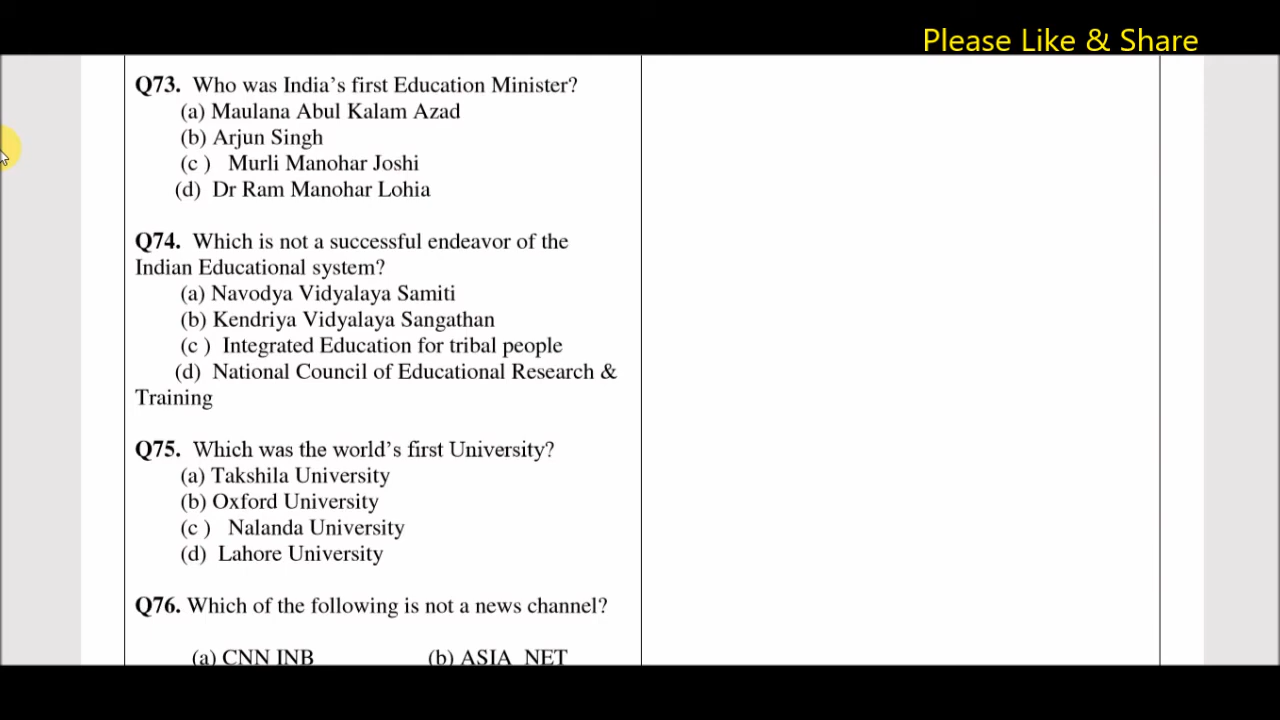 Please Like & Share
Q73. Who was India's first Education Minister?
(a) Maulana Abul Kalam Azad
(b) Arjun Singh
(c ) Murli Manohar Joshi
(d) Dr Ram Manohar Lohia
Q74. Which is not a successful endeavor of the
Indian Educational system?
(a) Navodya Vidyalaya Samiti
(b) Kendriya Vidyalaya Sangathan
(c ) Integrated Education for tribal people
(d) National Council of Educational Research &
Training
Q75. Which was the world's first University?
(a) Takshila University
(b) Oxford University
(c ) Nalanda University
(d) Lahore University
Q76. Which of the following is not a news channel?
(a) CNN INB (b) ASIA NET